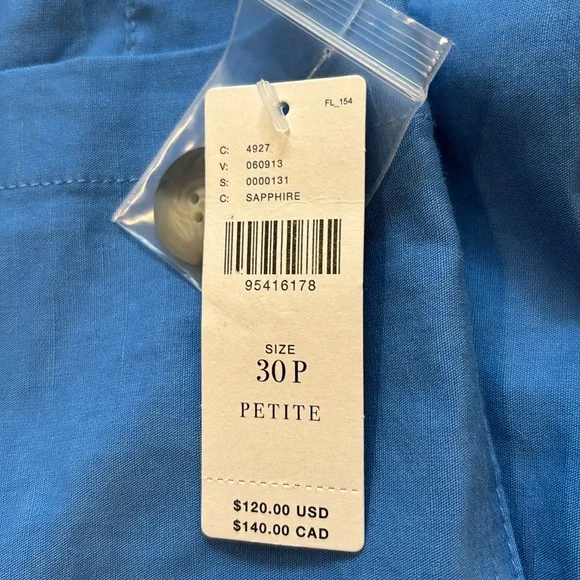 FL_154
C: 4927
V: 060913
S: 0000131
C: SAPPHIRE
95416178
SIZE
30 P
PETITE
$120.00 USD
$140.00 CAD